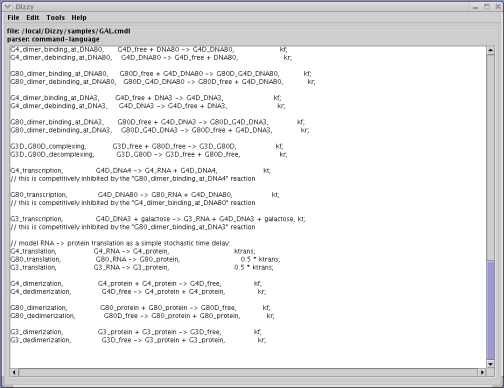 Dizzy
File Edit Tools Help
file: /local/Dizzy/samples/GAL.cmdl
parser: command-language
G4_dimer_binding_at_DNA80, G4D_free + DNA80 -> G4D_DNA80, kf;
G4_dimer_debinding_at_DNA80, G4D_DNA80 -> G4D_free + DNA80, kr;
G80_dimer_binding_at_DNA80, G80D_free + G4D_DNA80 -> G80D_G4D_DNA80, kf;
G80_dimer_debinding_at_DNA80, G80D_G4D_DNA80 -> G80D_free + G4D_DNA80, kr;
G4_dimer_binding_at_DNA3, G4D_free + DNA3 -> G4D_DNA3, kf;
G4_dimer_debinding_at_DNA3, G4D_DNA3 -> G4D_free + DNA3, kr;
G80_dimer_binding_at_DNA3, G80D_free + G4D_DNA3 -> G80D_G4D_DNA3, kf;
G80_dimer_debinding_at_DNA3, G80D_G4D_DNA3 -> G80D_free + G4D_DNA3, kr;
G3D_G80D_complexing, G3D_free + G80D_free -> G3D_G80D, kf;
G3D_G80D_decomplexing, G3D_G80D -> G3D_free + G80D_free, kr;
G4_transcription, G4D_DNA4 -> G4_RNA + G4D_DNA4, kt;
// this is competitively inhibited by the "G80_dimer_binding_at_DNA4" reaction
G80_transcription, G4D_DNA80 -> G80_RNA + G4D_DNA80, kt;
// this is competitively inhibited by the "G4_dimer_binding_at_DNA80" reaction
G3_transcription, G4D_DNA3 + galactose -> G3_RNA + G4D_DNA3 + galactose, kt;
// this is competitively inhibited by the "G80_dimer_binding_at_DNA3" reaction
// model RNA -> protein translation as a simple stochastic time delay:
G4_translation, G4_RNA -> G4_protein, ktrans;
G80_translation, G80_RNA -> G80_protein, 0.5 * ktrans;
G3_translation, G3_RNA -> G3_protein, 0.5 * ktrans;
G4_dimerization, G4_protein + G4_protein -> G4D_free, kf;
G4_dedimerization, G4D_free -> G4_protein + G4_protein, kr;
G80_dimerization, G80_protein + G80_protein -> G80D_free, kf;
G80_dedimerization, G80D_free -> G80_protein + G80_protein, kr;
G3_dimerization, G3_protein + G3_protein -> G3D_free, kf;
G3_dedimerization, G3D_free -> G3_protein + G3_protein, kr;